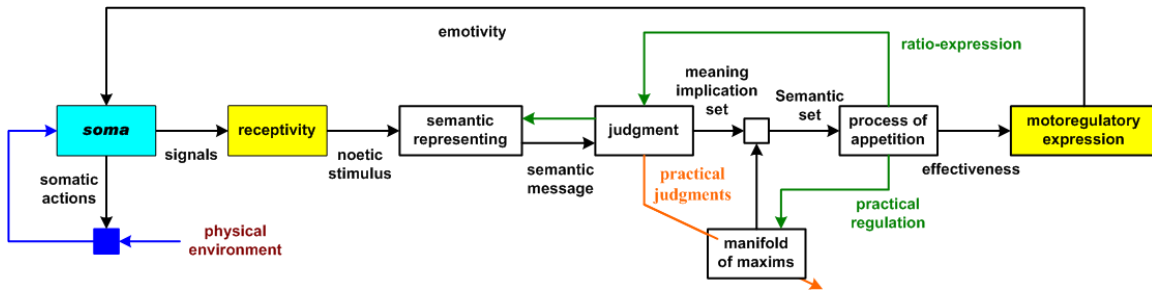 emotivity
ratio-expression
meaning
implication
set
Semantic
set
soma
receptivity
semantic
representing
judgment
process of
appetition
motoregulatory
expression
signals
noetic
stimulus
semantic
message
effectiveness
somatic
actions
practical
judgments
practical
regulation
physical
environment
manifold
of maxims